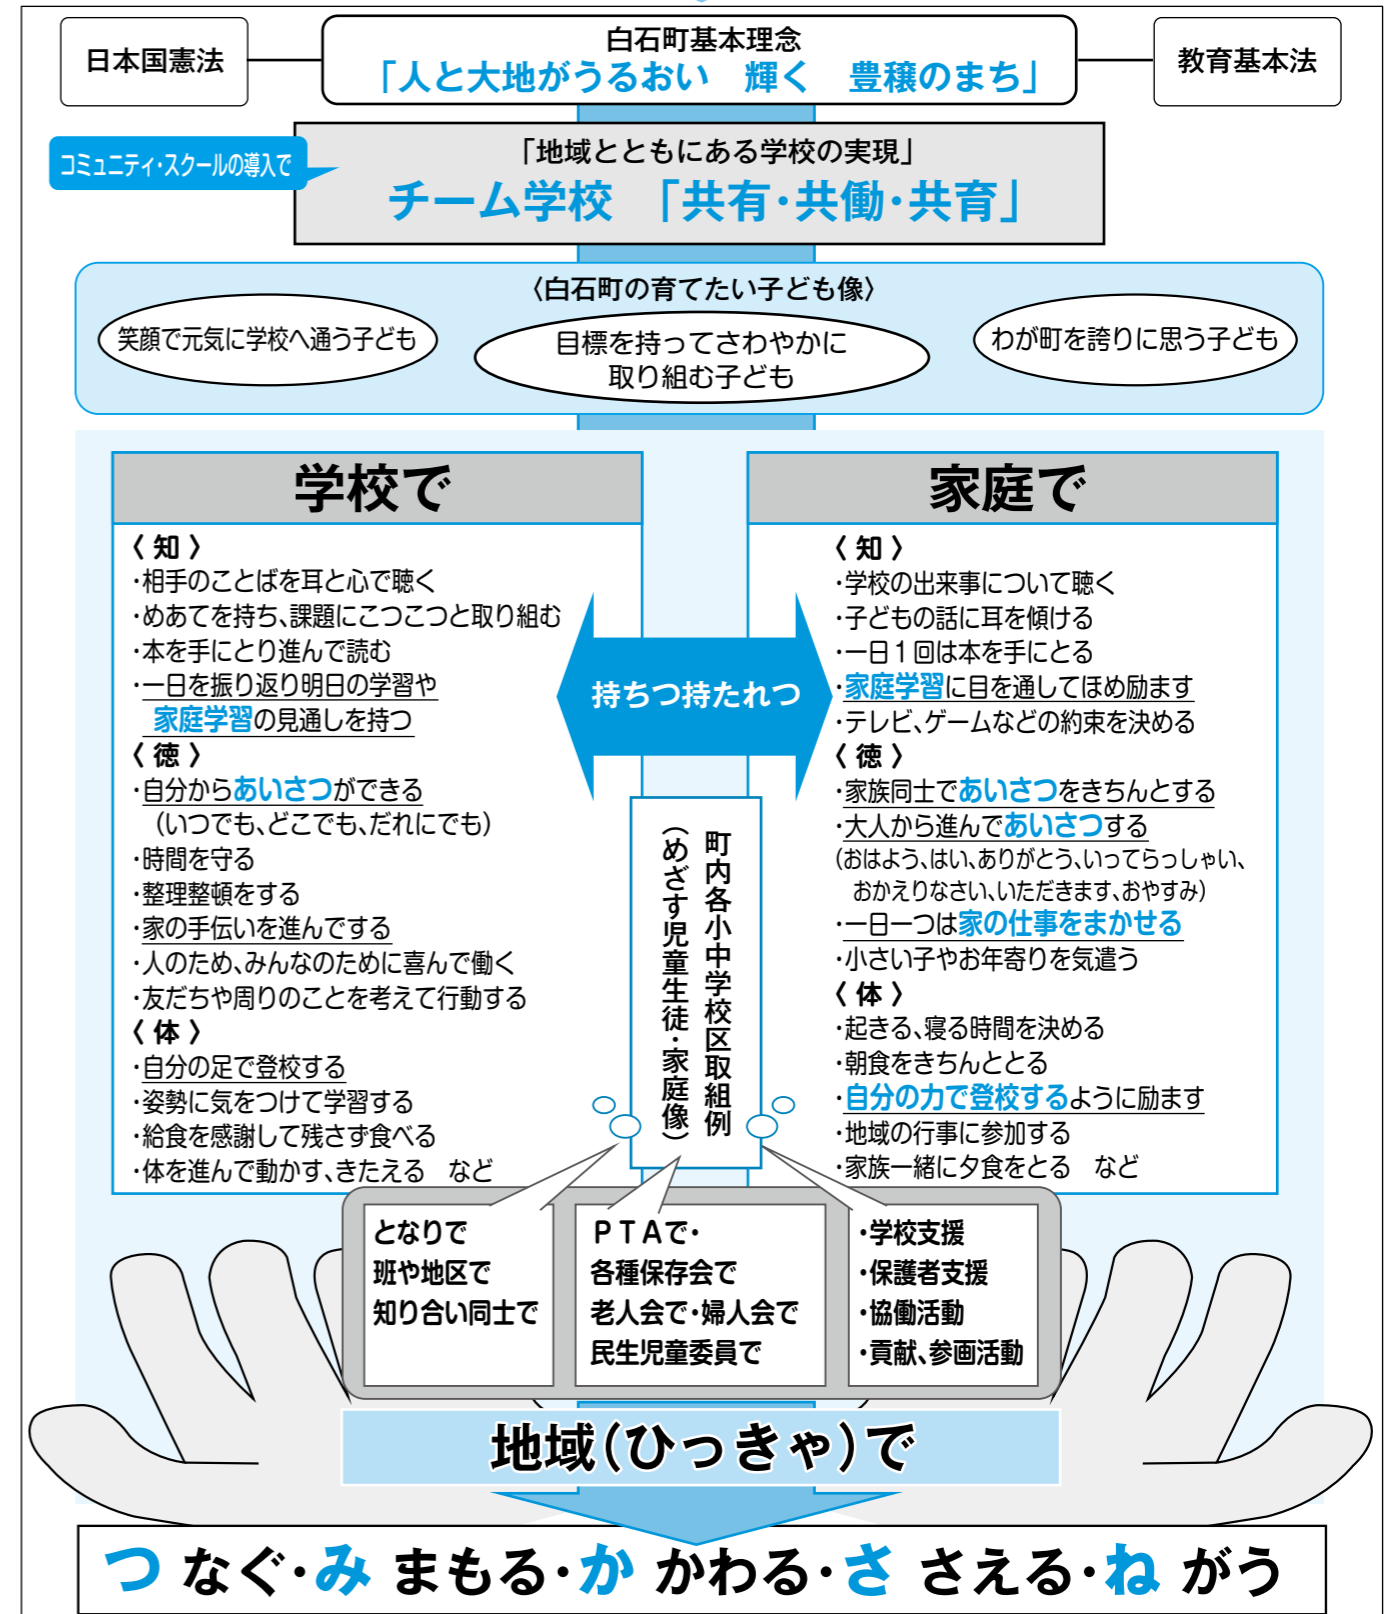 日本国憲法
白石町基本理念
「人と大地がうるおい　輝く　豊穣のまち」
教育基本法
コミュニティ・スクールの導入で
「地域とともにある学校の実現」
チーム学校　「共有・共働・共育」
〈白石町の育てたい子ども像〉
笑顔で元気に学校へ通う子ども
目標を持ってさわやかに
取り組む子ども
わが町を誇りに思う子ども
学校で
〈 知 〉
・相手のことばを耳と心で聴く
・めあてを持ち、課題にこつこつと取り組む
・本を手にとり進んで読む
・一日を振り返り明日の学習や
家庭学習の見通しを持つ
〈 徳 〉
・自分からあいさつができる
（いつでも、どこでも、だれにでも）
・時間を守る
・整理整頓をする
・家の手伝いを進んでする
・人のため、みんなのために喜んで働く
・友だちや周りのことを考えて行動する
〈 体 〉
・自分の足で登校する
・姿勢に気をつけて学習する
・給食を感謝して残さず食べる
・体を進んで動かす、きたえる　など
持ちつ持たれつ
町内各小中学校区取組例
（めざす児童生徒・家庭像）
家庭で
〈 知 〉
・学校の出来事について聴く
・子どもの話に耳を傾ける
・一日１回は本を手にとる
・家庭学習に目を通してほめ励ます
・テレビ、ゲームなどの約束を決める
〈 徳 〉
・家族同士であいさつをきちんとする
・大人から進んであいさつする
（おはよう、はい、ありがとう、いってらっしゃい、
おかえりなさい、いただきます、おやすみ）
・一日一つは家の仕事をまかせる
・小さい子やお年寄りを気遣う
〈 体 〉
・起きる、寝る時間を決める
・朝食をきちんととる
・自分の力で登校するように励ます
・地域の行事に参加する
・家族一緒に夕食をとる　など
となりで
班や地区で
知り合い同士で
ＰＴＡで・
各種保存会で
老人会で・婦人会で
民生児童委員で
・学校支援
・保護者支援
・協働活動
・貢献、参画活動
地域（ひっきゃ）で
つ なぐ・み まもる・か かわる・さ さえる・ね がう